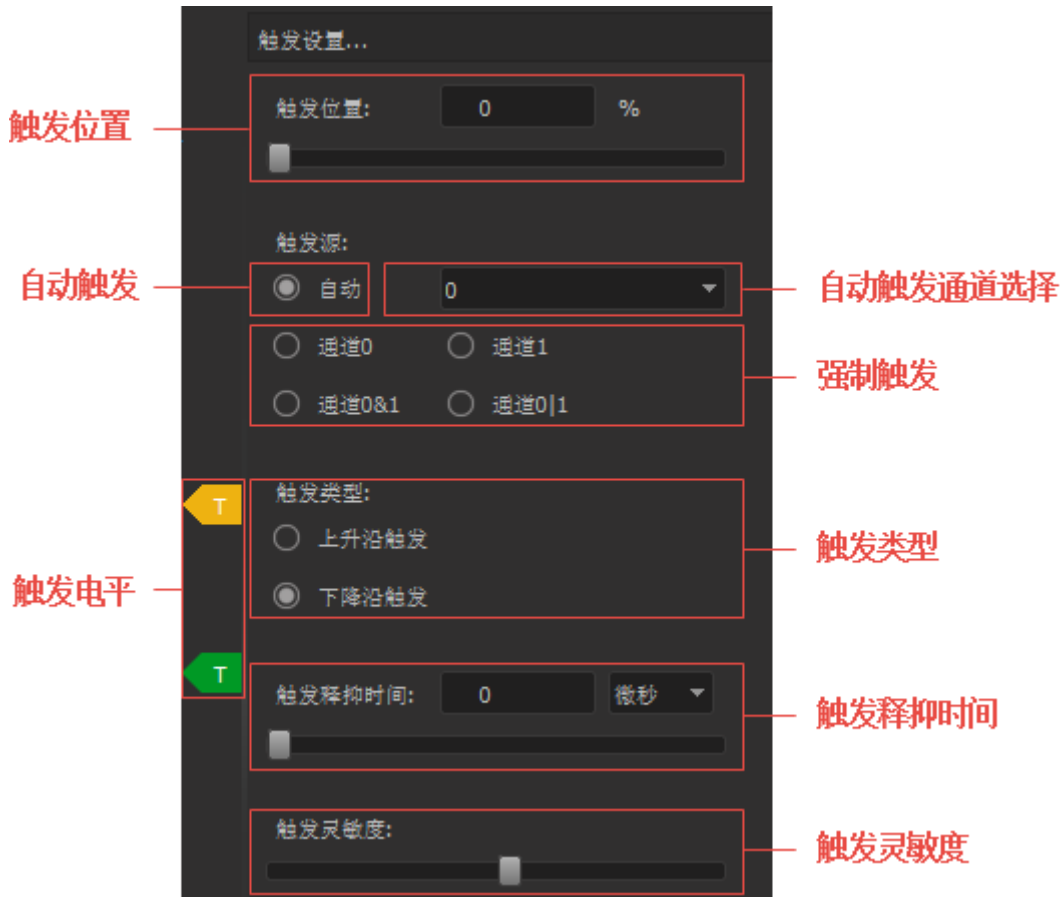 触发设置...
触发位置
触发位置: 0 %
触发源:
自动触发
自动 0
自动触发通道选择
通道0 通道1
强制触发
通道0&1 通道0|1
触发类型:
T
上升沿触发
触发类型
触发电平
下降沿触发
T
触发释抑时间: 0 微秒
触发释抑时间
触发灵敏度:
触发灵敏度